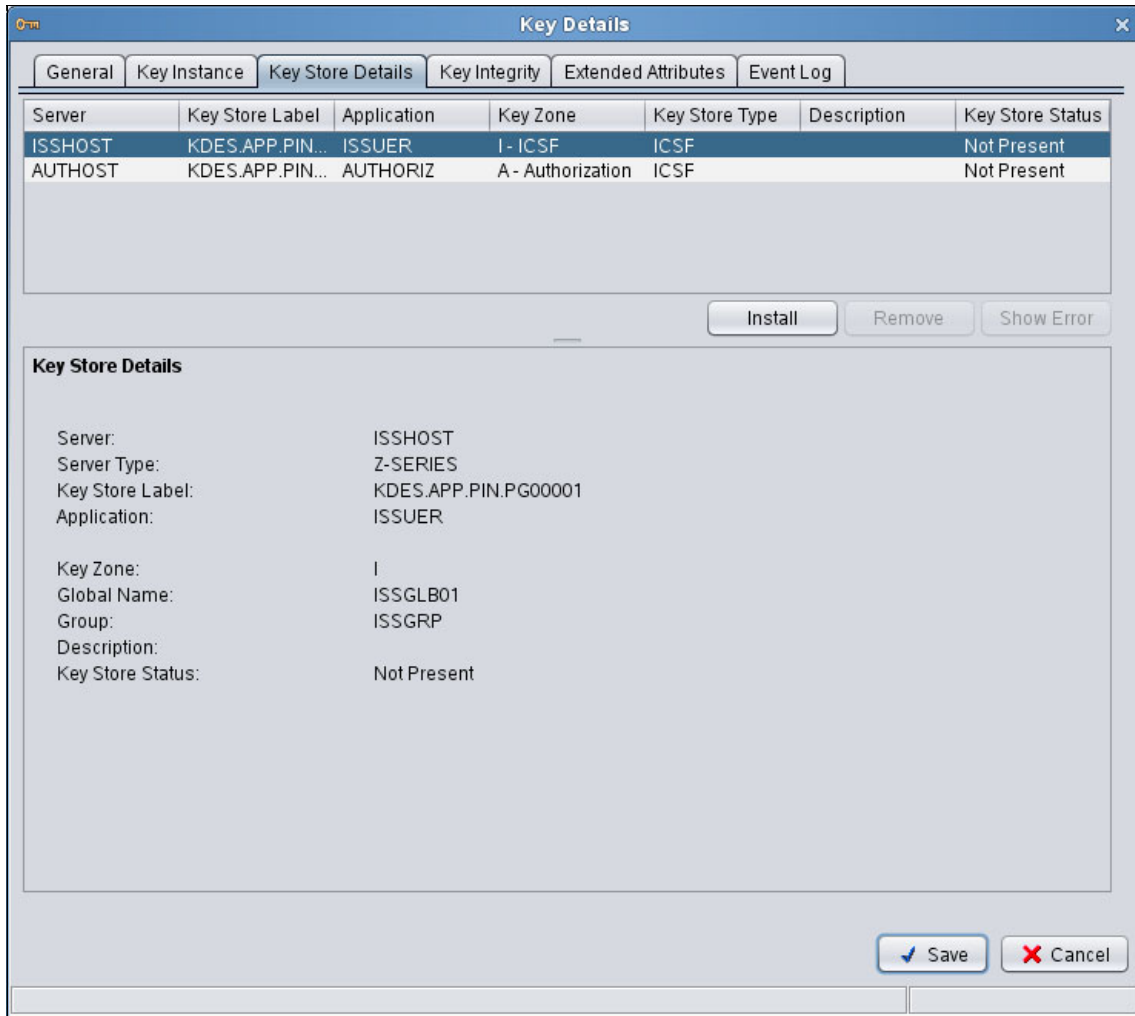 Key Details
General Key Instance Key Store Details Key Integrity Extended Attributes Event Log
Server Key Store Label Application Key Zone Key Store Type Description Key Store Status
ISSHOST KDES.APP.PIN... ISSUER I - ICSF ICSF Not Present
AUTHOST KDES.APP.PIN... AUTHORIZ A - Authorization ICSF Not Present
Install Remove Show Error
Key Store Details
Server: ISSHOST
Server Type: Z-SERIES
Key Store Label: KDES.APP.PIN.PG00001
Application: ISSUER
Key Zone: I
Global Name: ISSGLB01
Group: ISSGRP
Description:
Key Store Status: Not Present
Save Cancel